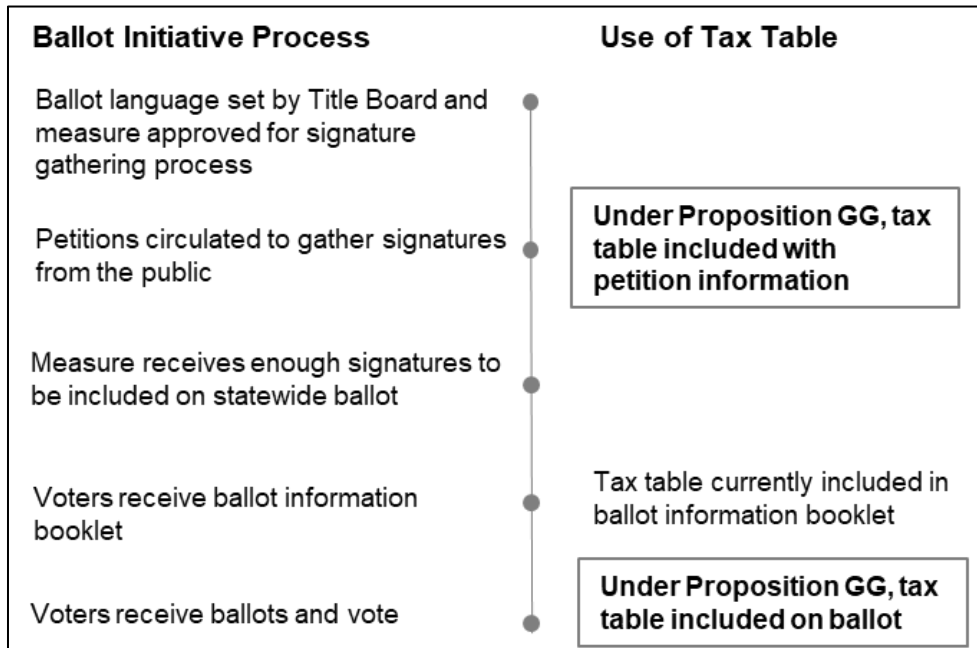 Ballot Initiative Process
Use of Tax Table
Ballot language set by Title Board and
measure approved for signature
gathering process
Petitions circulated to gather signatures
from the public
Under Proposition GG, tax
table included with
petition information
Measure receives enough signatures to
be included on statewide ballot
Voters receive ballot information
booklet
Tax table currently included in
ballot information booklet
Voters receive ballots and vote
Under Proposition GG, tax
table included on ballot